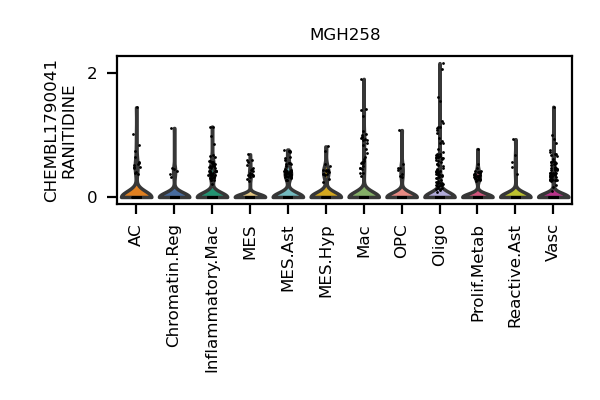 MGH258
CHEMBL1790041
RANITIDINE
2
0
AC
Chromatin.Reg
Inflammatory.Mac
MES
MES.Ast
MES.Hyp
Mac
OPC
Oligo
Prolif.Metab
Reactive.Ast
Vasc